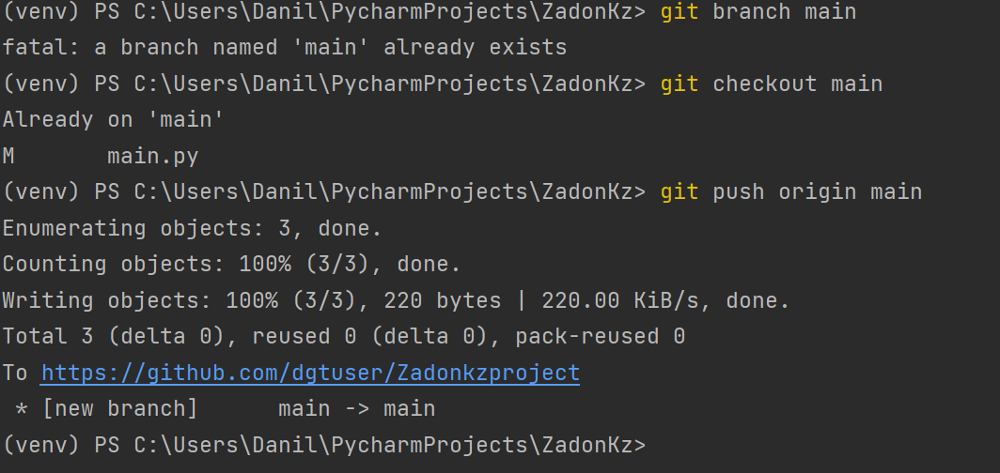 (venv) PS C:\Users\Danil\PycharmProjects\ZadonKz> git branch main
fatal: a branch named 'main' already exists
(venv) PS C:\Users\Danil\PycharmProjects\ZadonKz> git checkout main
Already on 'main'
M       main.py
(venv) PS C:\Users\Danil\PycharmProjects\ZadonKz> git push origin main
Enumerating objects: 3, done.
Counting objects: 100% (3/3), done.
Writing objects: 100% (3/3), 220 bytes | 220.00 KiB/s, done.
Total 3 (delta 0), reused 0 (delta 0), pack-reused 0
To https://github.com/dgtuser/Zadonkzproject
 * [new branch]      main -> main
(venv) PS C:\Users\Danil\PycharmProjects\ZadonKz>